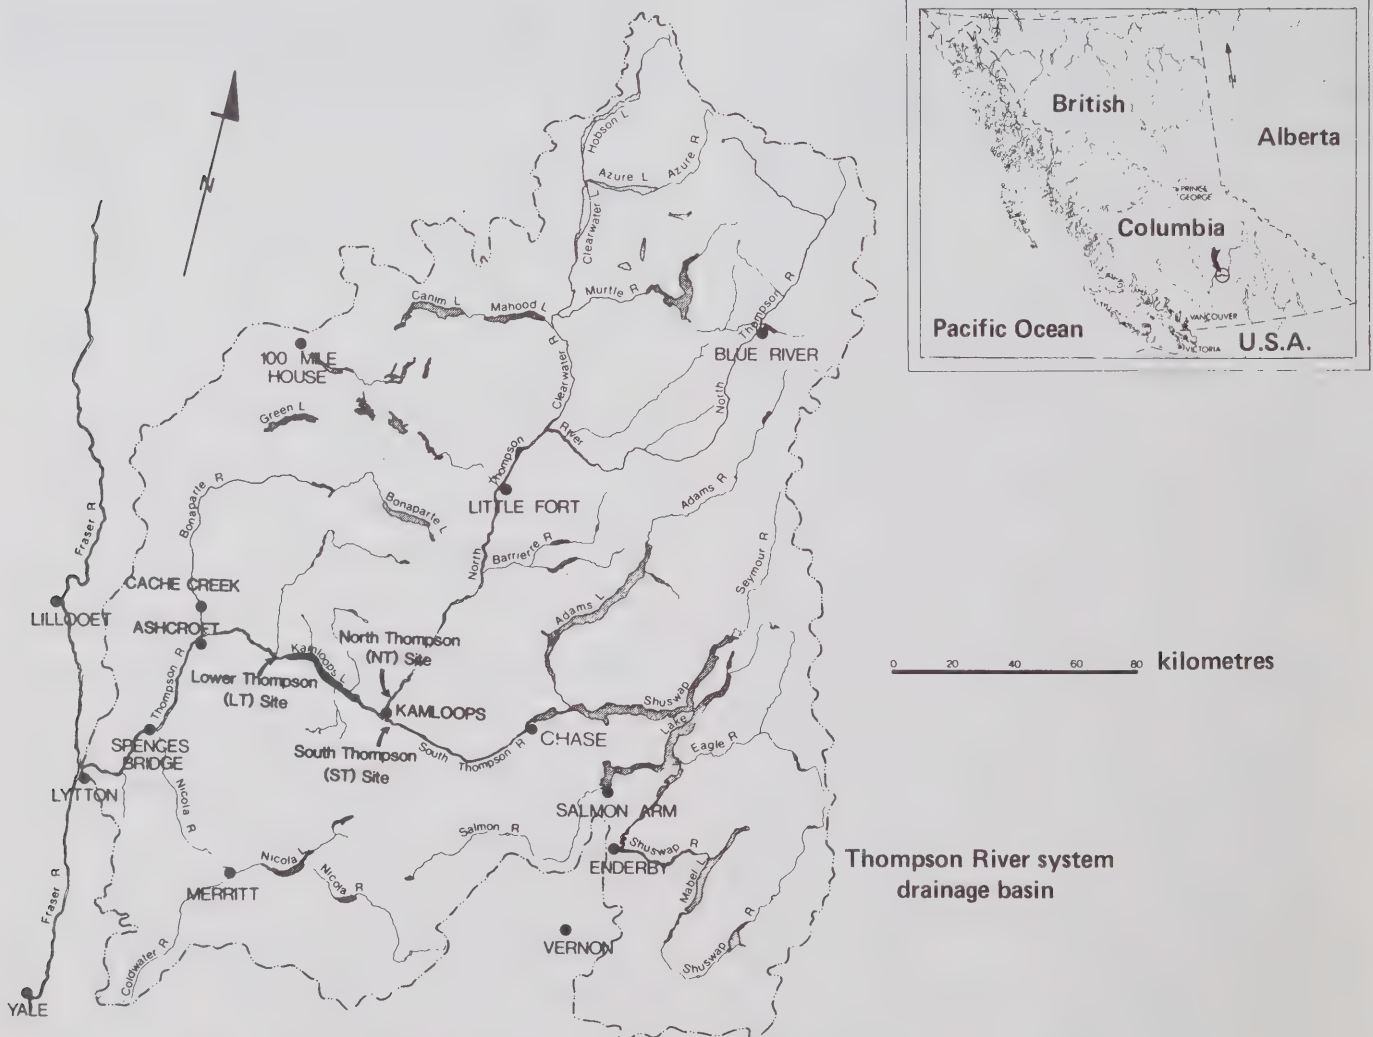 N
Hobson L
Azure L
Azure R
Clearwater L
Murtle R
Canim L
Mahood L
Thompson R
BLUE RIVER
100 MILE
HOUSE
Clearwater R
North
Green L
River
Thompson
LITTLE FORT
Bonaparte R
Bonaparte L
Adams R
Fraser R
North
Barriere R
Seymour R
CACHE CREEK
LILLOOET
ASHCROFT
Adams L
North Thompson
(NT) Site
Kamloops L
Lower Thompson
(LT) Site
Thompson R
KAMLOOPS
Shuswap
Lake
CHASE
South Thompson R
South Thompson
(ST) Site
Eagle R
SPENCES
BRIDGE
LYTTON
Nicola R
SALMON ARM
Salmon R
Shuswap R
ENDERBY
Nicola L
MERRITT
Nicola R
Mabel L
Fraser R
VERNON
Shuswap R
Coldwater R
YALE
British
Columbia
Alberta
N
PRINCE
GEORGE
Pacific Ocean
VANCOUVER
VICTORIA
U.S.A.
0 20 40 60 80 kilometres
Thompson River system
drainage basin